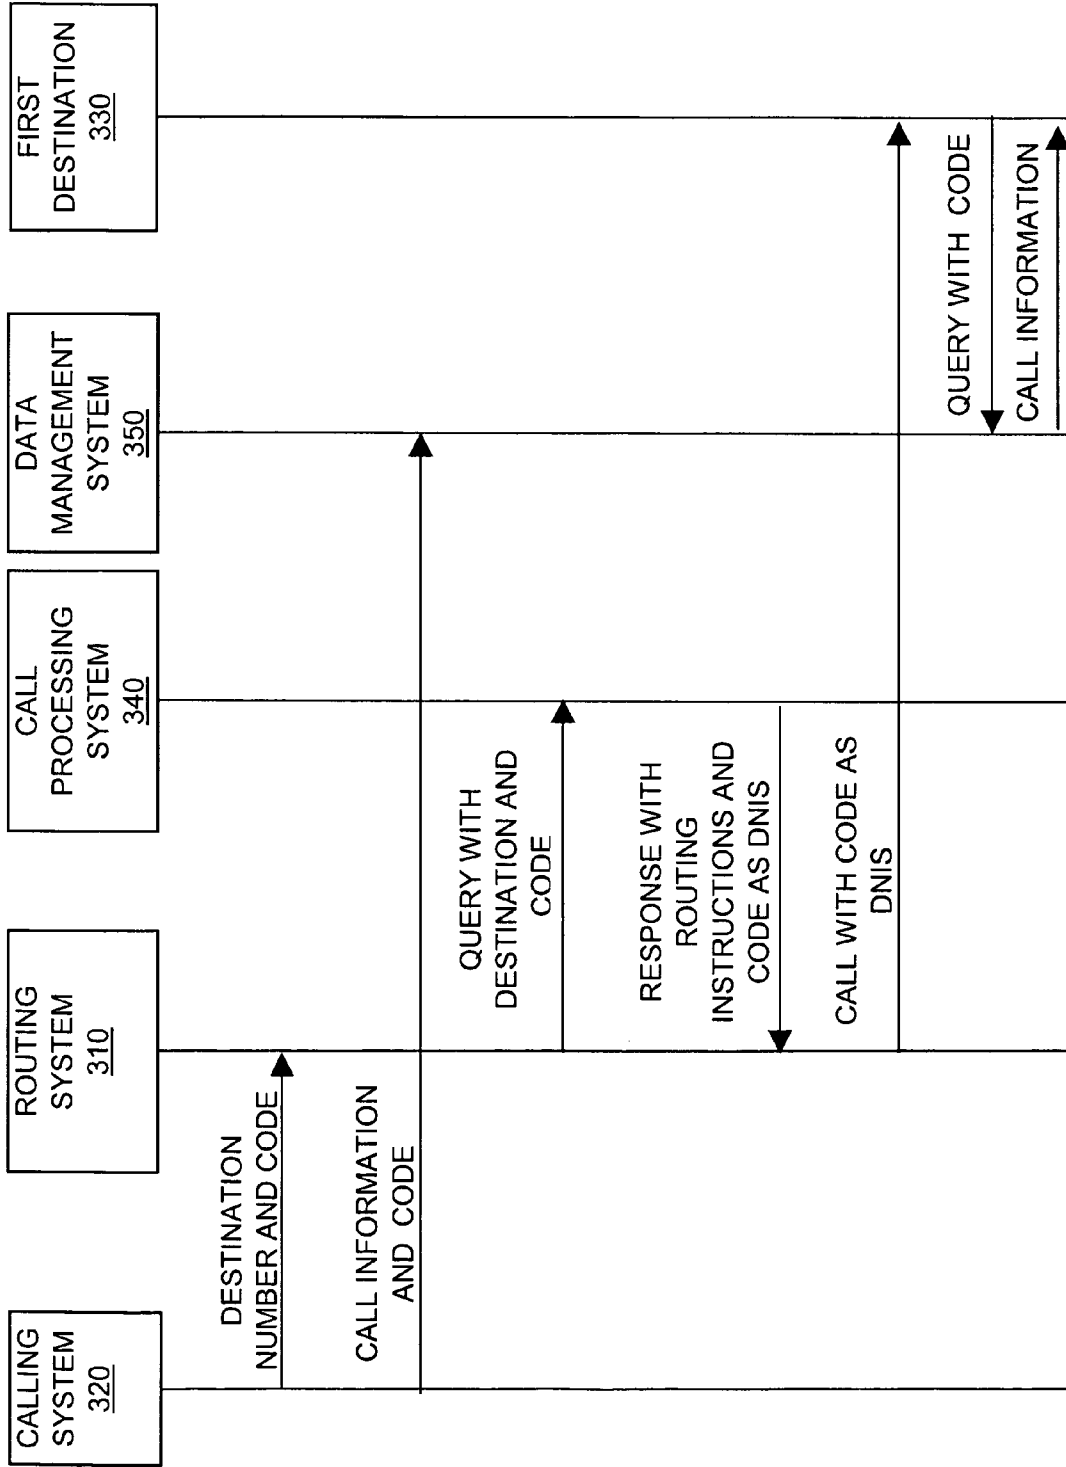 CALLING
SYSTEM
320
ROUTING
SYSTEM
310
CALL
PROCESSING
SYSTEM
340
DATA
MANAGEMENT
SYSTEM
350
FIRST
DESTINATION
330
DESTINATION
NUMBER AND CODE
CALL INFORMATION
AND CODE
QUERY WITH
DESTINATION AND
CODE
RESPONSE WITH
ROUTING
INSTRUCTIONS AND
CODE AS DNIS
CALL WITH CODE AS
DNIS
QUERY WITH CODE
CALL INFORMATION